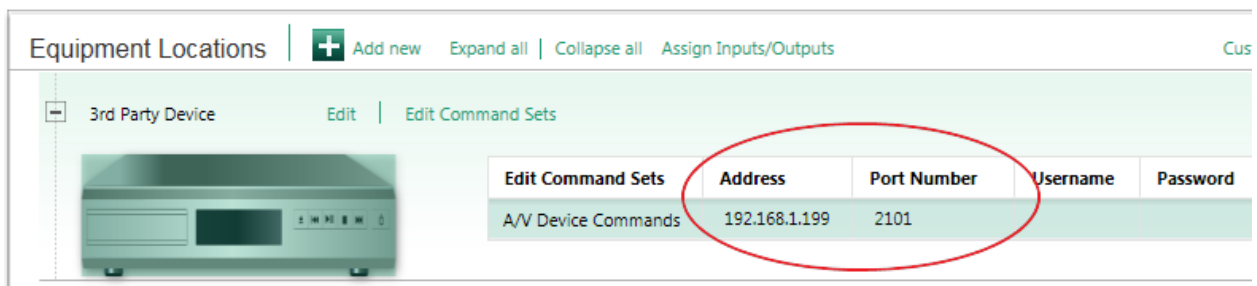 Equipment Locations Add new Expand all Collapse all Assign Inputs/Outputs Cus
3rd Party Device Edit Edit Command Sets
Edit Command Sets Address Port Number Username Password
A/V Device Commands 192.168.1.199 2101